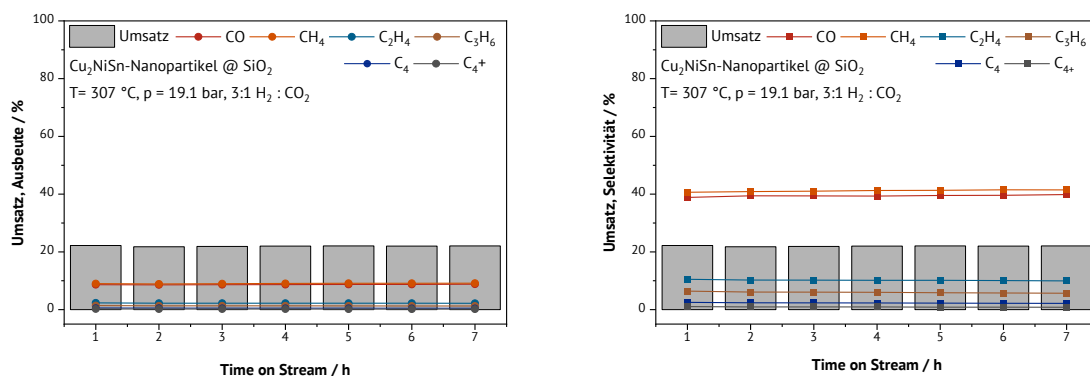 100
80
60
40
20
0
Umsatz, Ausbeute / %
Umsatz CO CH₄ C₂H₄ C₃H₆
Cu₂NiSn-Nanopartikel @ SiO₂ C₄ C₄+
T= 307 °C, p = 19.1 bar, 3:1 H₂ : CO₂
1 2 3 4 5 6 7
Time on Stream / h
100
80
60
40
20
0
Umsatz, Selektivität / %
Umsatz CO CH₄ C₂H₄ C₃H₆
Cu₂NiSn-Nanopartikel @ SiO₂ C₄ C₄₊
T= 307 °C, p = 19.1 bar, 3:1 H₂ : CO₂
1 2 3 4 5 6 7
Time on Stream / h